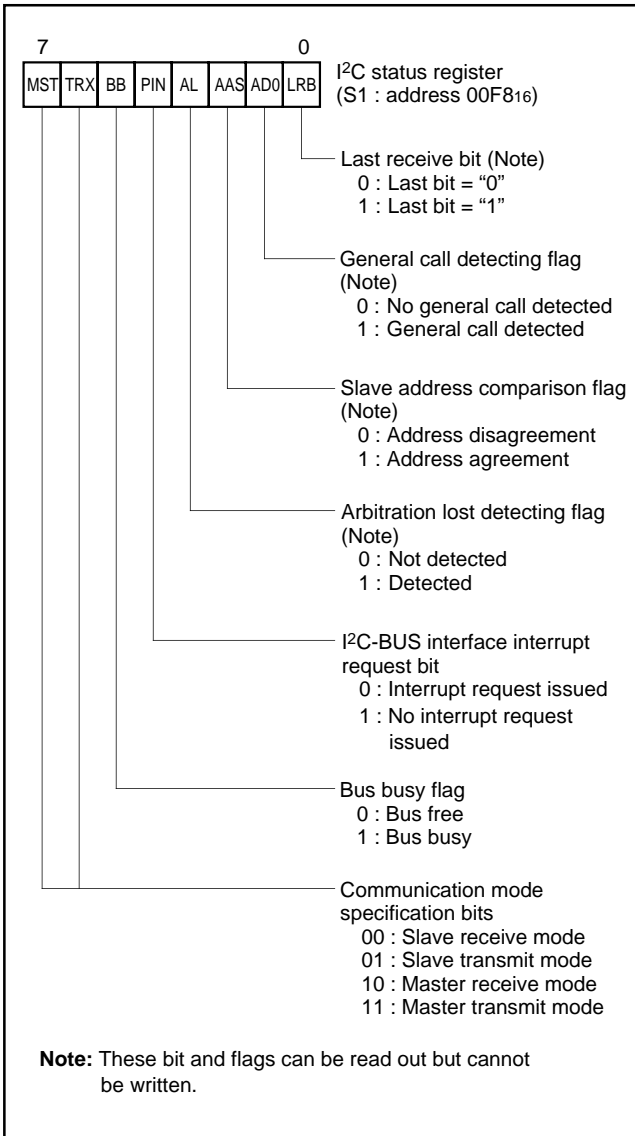 7 0
MST TRX BB PIN AL AAS AD0 LRB
I²C status register
(S1 : address 00F8₁₆)
Last receive bit (Note)
0 : Last bit = “0”
1 : Last bit = “1”
General call detecting flag
(Note)
0 : No general call detected
1 : General call detected
Slave address comparison flag
(Note)
0 : Address disagreement
1 : Address agreement
Arbitration lost detecting flag
(Note)
0 : Not detected
1 : Detected
I²C-BUS interface interrupt
request bit
0 : Interrupt request issued
1 : No interrupt request
issued
Bus busy flag
0 : Bus free
1 : Bus busy
Communication mode
specification bits
00 : Slave receive mode
01 : Slave transmit mode
10 : Master receive mode
11 : Master transmit mode
Note: These bit and flags can be read out but cannot
be written.